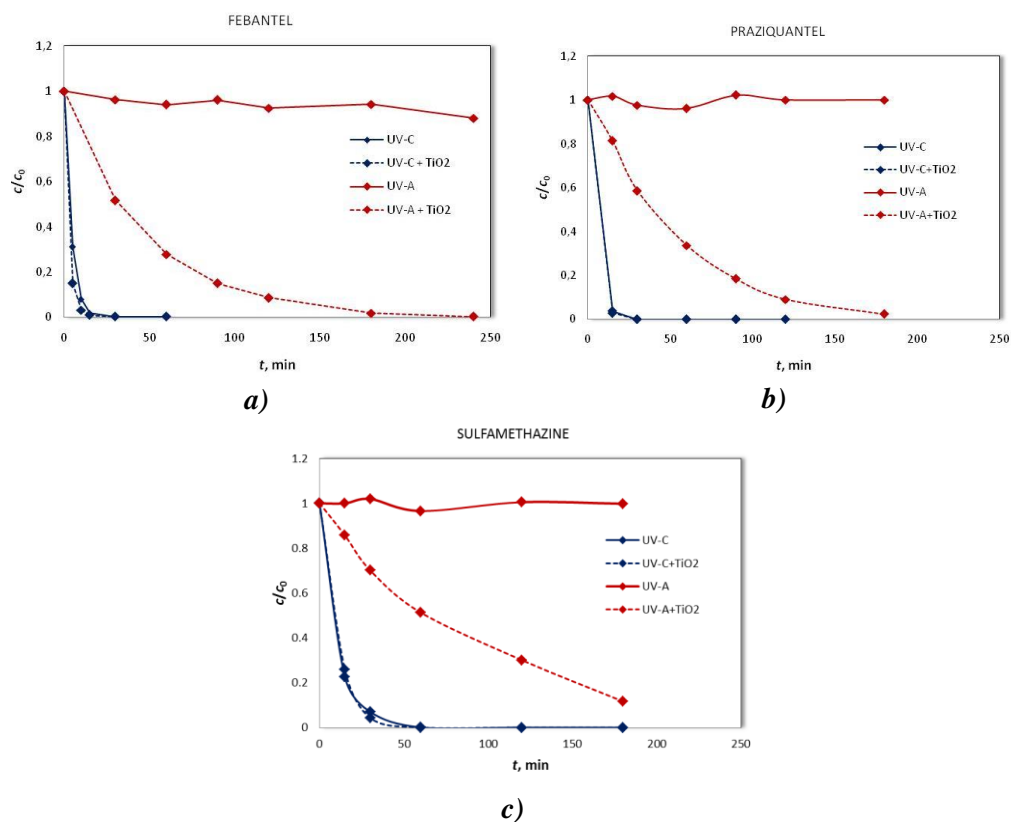 FEBANTEL
1,2
1
0,8
0,6
0,4
0,2
0
c/c0
0 50 100 150 200 250
t, min
UV-C
UV-C + TiO2
UV-A
UV-A + TiO2
a)
PRAZIQUANTEL
1,2
1
0,8
0,6
0,4
0,2
0
c/c0
0 50 100 150 200 250
t, min
UV-C
UV-C+TiO2
UV-A
UV-A+TiO2
b)
SULFAMETHAZINE
1.2
1
0.8
0.6
0.4
0.2
0
c/c0
0 50 100 150 200 250
t, min
UV-C
UV-C+TiO2
UV-A
UV-A+TiO2
c)